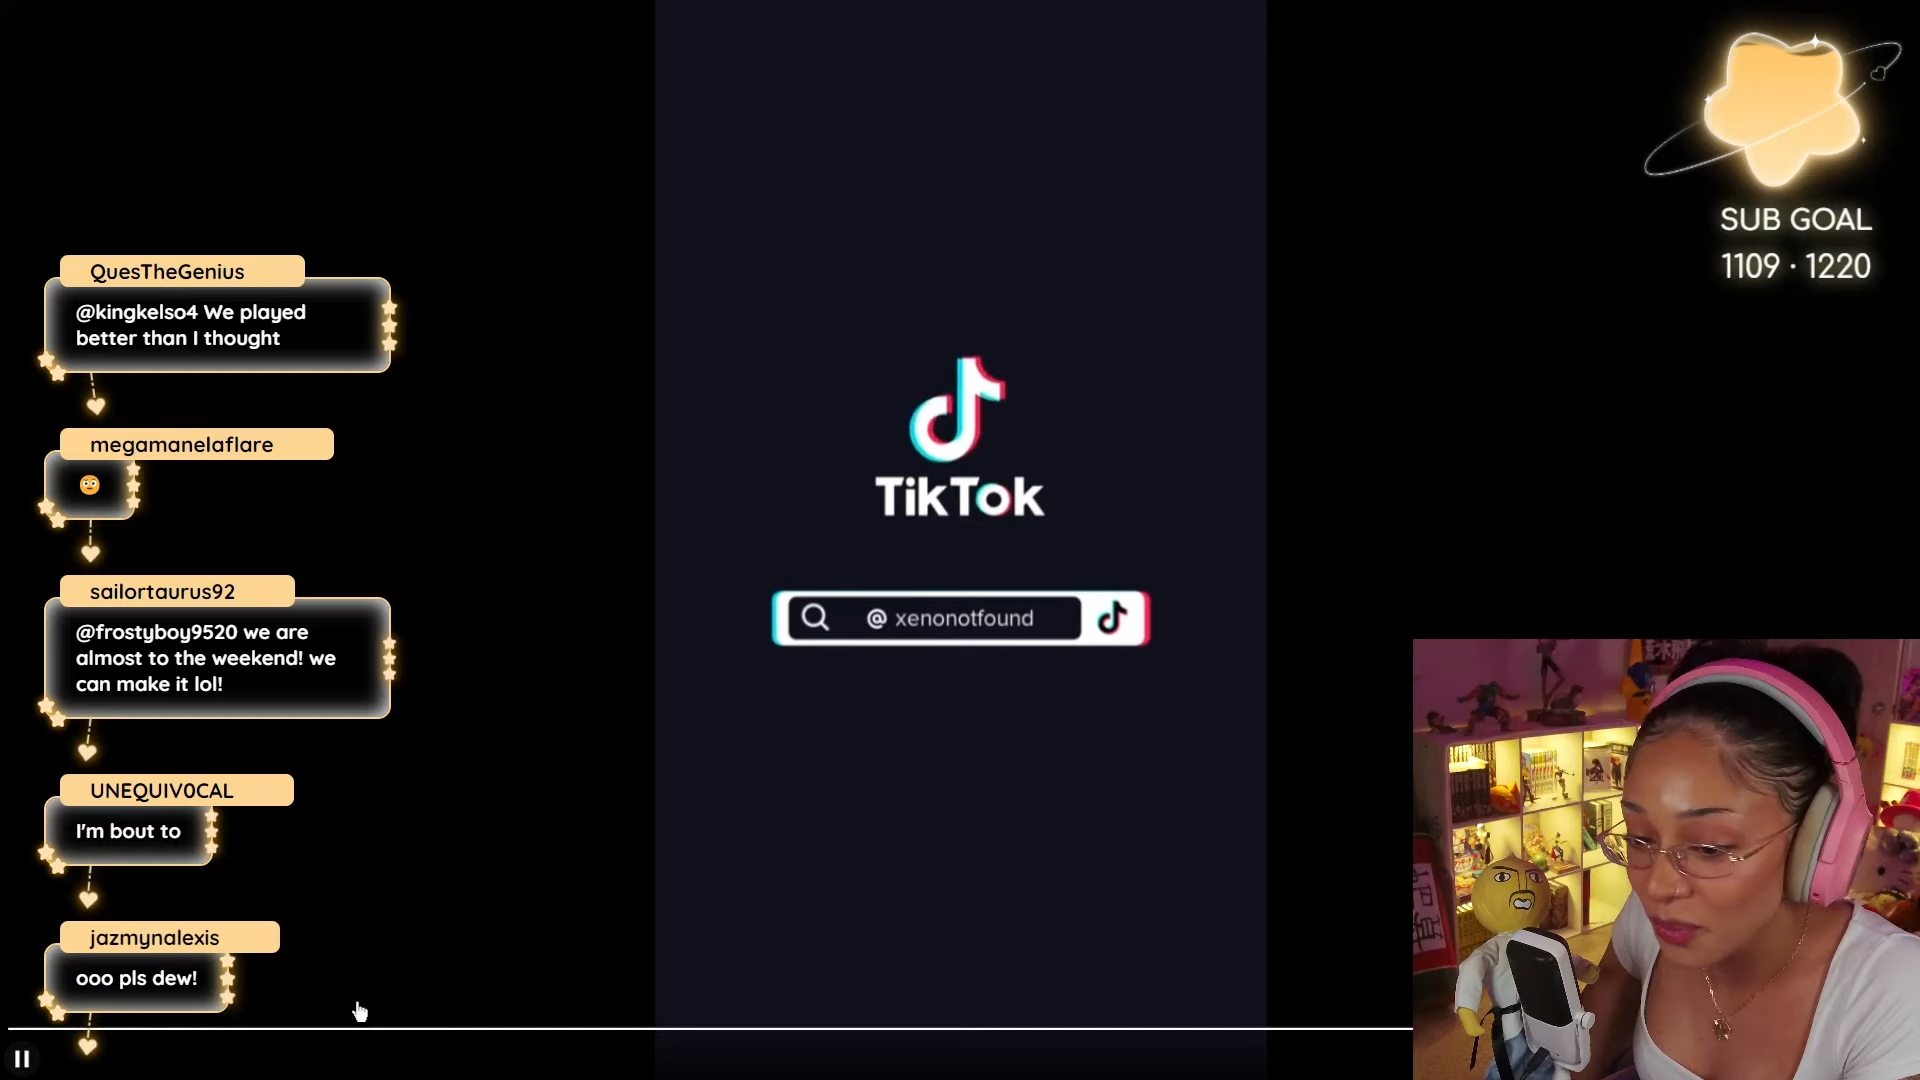 QuesTheGenius
@kingkelso4 We played
better than I thought
megamanelaflare
sailortaurus92
@frostyboy9520 we are
almost to the weekend! we
can make it lol!
UNEQUIV0CAL
I'm bout to
jazmynalexis
ooo pls dew!
TikTok
@ xenonotfound
SUB GOAL
1109 · 1220